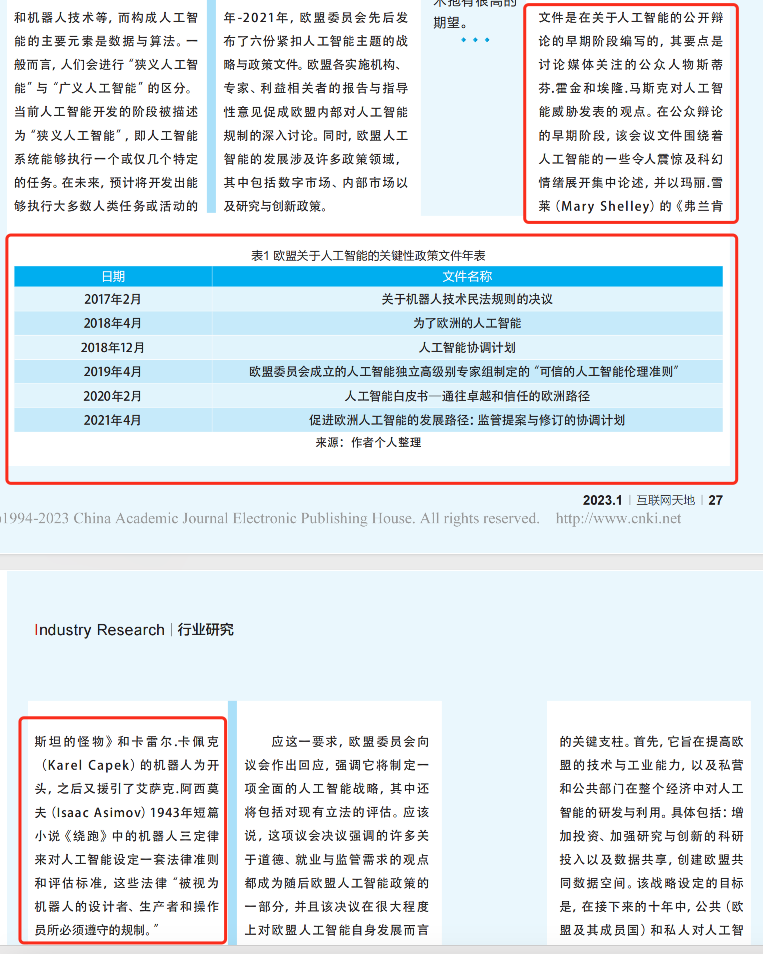 和机器人技术等，而构成人工智
能的主要元素是数据与算法。一
般而言，人们会进行“狭义人工智
能”与“广义人工智能”的区分。
当前人工智能开发的阶段被描述
为“狭义人工智能”，即人工智能
系统能够执行一个或仅几个特定
的任务。在未来，预计将开发出能
够执行大多数人类任务或活动的
年-2021年，欧盟委员会先后发
布了六份紧扣人工智能主题的战
略与政策文件。欧盟各实施机构、
专家、利益相关者的报告与指导
性意见促成欧盟内部对人工智能
规制的深入讨论。同时，欧盟人工
智能的发展涉及许多政策领域，
其中包括数字市场、内部市场以
及研究与创新政策。
术抱有很高的
期望。
文件是在关于人工智能的公开辩
论的早期阶段编写的，其要点是
讨论媒体关注的公众人物斯蒂
芬.霍金和埃隆.马斯克对人工智
能威胁发表的观点。在公众辩论
的早期阶段，该会议文件围绕着
人工智能的一些令人震惊及科幻
情绪展开集中论述，并以玛丽.雪
莱（Mary Shelley）的《弗兰肯
表1 欧盟关于人工智能的关键性政策文件年表
日期 文件名称
2017年2月 关于机器人技术民法规则的决议
2018年4月 为了欧洲的人工智能
2018年12月 人工智能协调计划
2019年4月 欧盟委员会成立的人工智能独立高级别专家组制定的“可信的人工智能伦理准则”
2020年2月 人工智能白皮书—通往卓越和信任的欧洲路径
2021年4月 促进欧洲人工智能的发展路径：监管提案与修订的协调计划
来源：作者个人整理
2023.1 | 互联网天地 | 27
)1994-2023 China Academic Journal Electronic Publishing House. All rights reserved. http://www.cnki.net
Industry Research | 行业研究
斯坦的怪物》和卡雷尔.卡佩克
（Karel Capek）的机器人为开
头，之后又援引了艾萨克.阿西莫
夫（Isaac Asimov）1943年短篇
小说《绕跑》中的机器人三定律
来对人工智能设定一套法律准则
和评估标准，这些法律“被视为
机器人的设计者、生产者和操作
员所必须遵守的规制。”
应这一要求，欧盟委员会向
议会作出回应，强调它将制定一
项全面的人工智能战略，其中还
将包括对现有立法的评估。应该
说，这项议会决议强调的许多关
于道德、就业与监管需求的观点
都成为随后欧盟人工智能政策的
一部分，并且该决议在很大程度
上对欧盟人工智能自身发展而言
的关键支柱。首先，它旨在提高欧
盟的技术与工业能力，以及私营
和公共部门在整个经济中对人工
智能的研发与利用。具体包括：增
加投资、加强研究与创新的科研
投入以及数据共享，创建欧盟共
同数据空间。该战略设定的目标
是，在接下来的十年中，公共（欧
盟及其成员国）和私人对人工智